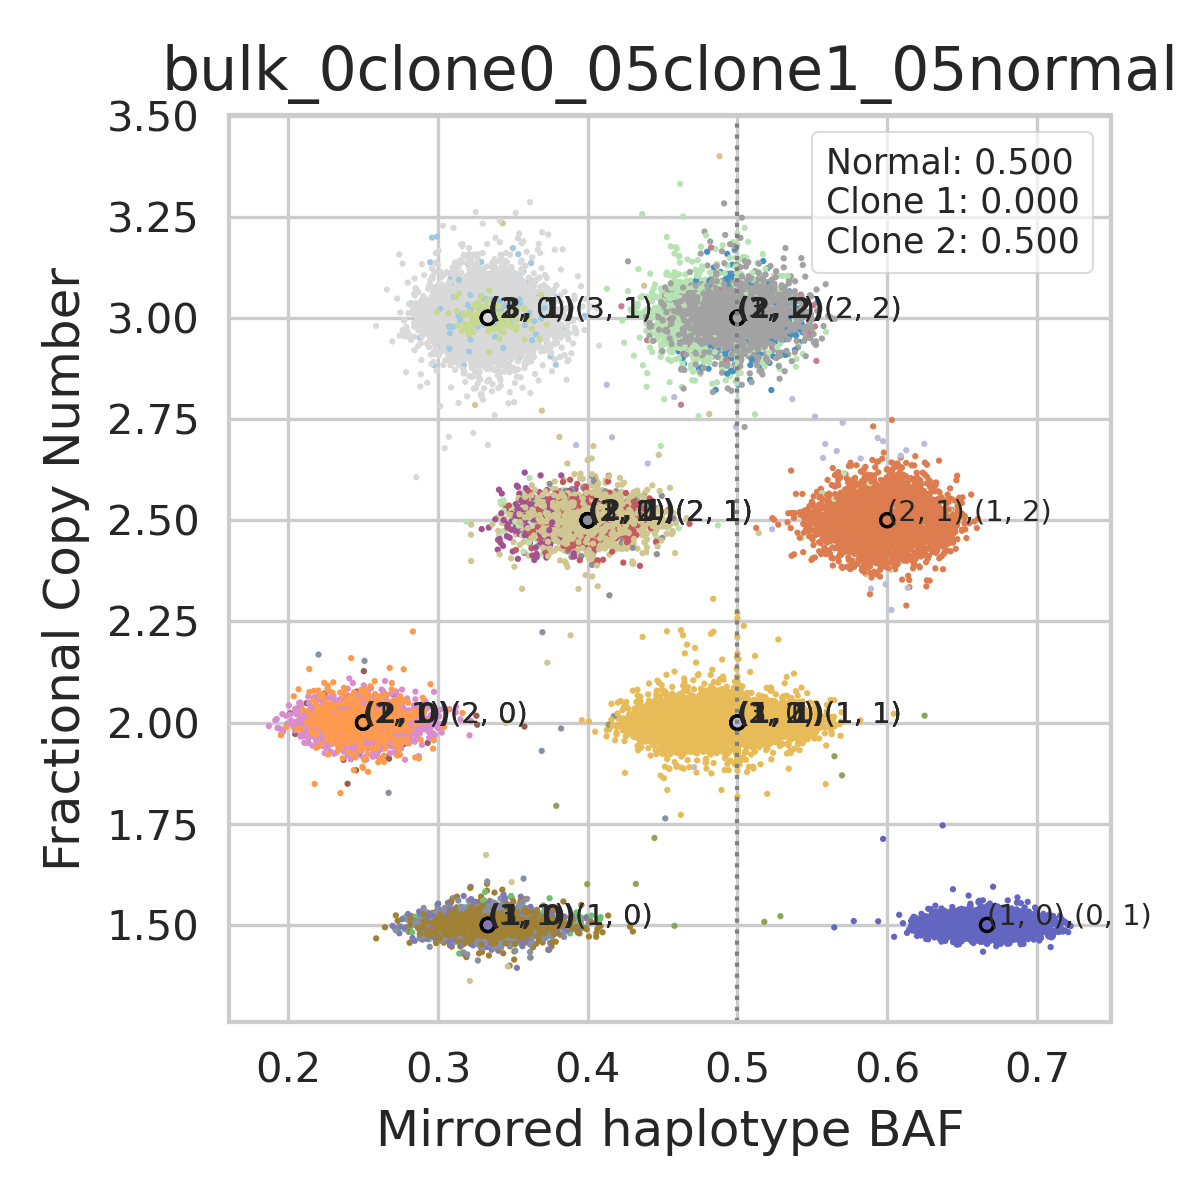 bulk_0clone0_05clone1_05normal
Normal: 0.500
Clone 1: 0.000
Clone 2: 0.500
Fractional Copy Number
3.50
3.25
3.00
2.75
2.50
2.25
2.00
1.75
1.50
(3, 1)
(2, 2)
(2, 1)
(2, 1),(1, 2)
(2, 0)
(1, 1)
(1, 0)
(1, 0),(0, 1)
0.2 0.3 0.4 0.5 0.6 0.7
Mirrored haplotype BAF